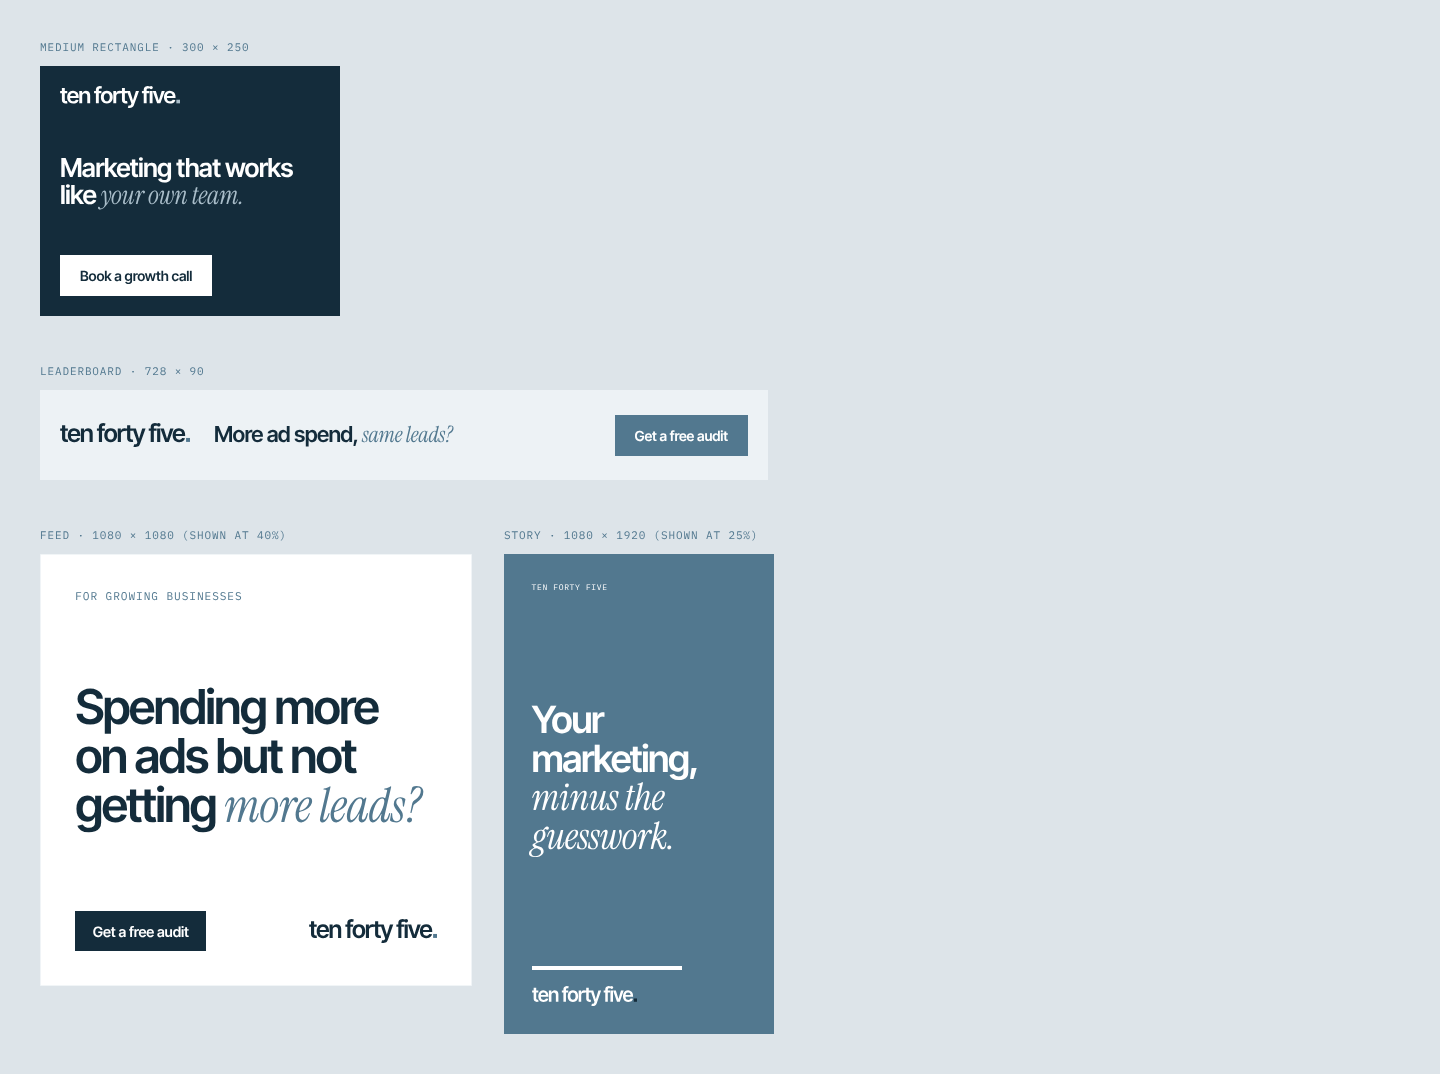 MEDIUM RECTANGLE · 300 × 250
ten forty five.
Marketing that works
like your own team.
Book a growth call
LEADERBOARD · 728 × 90
ten forty five.
More ad spend, same leads?
Get a free audit
FEED · 1080 × 1080 (SHOWN AT 40%)
FOR GROWING BUSINESSES
Spending more
on ads but not
getting more leads?
Get a free audit
ten forty five.
STORY · 1080 × 1920 (SHOWN AT 25%)
TEN FORTY FIVE
Your
marketing,
minus the
guesswork.
ten forty five.